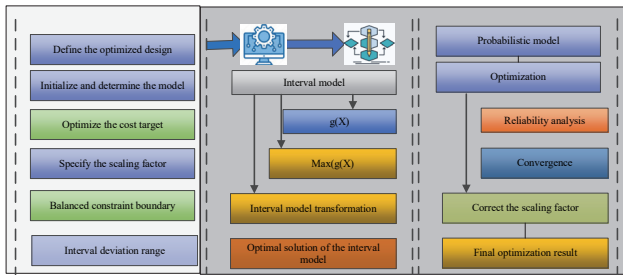 Define the optimized design
Initialize and determine the model
Optimize the cost target
Specify the scaling factor
Balanced constraint boundary
Interval deviation range
Interval model
g(X)
Max(g(X)
Interval model transformation
Optimal solution of the interval
model
Probabilistic model
Optimization
Reliability analysis
Convergence
Correct the scaling factor
Final optimization result